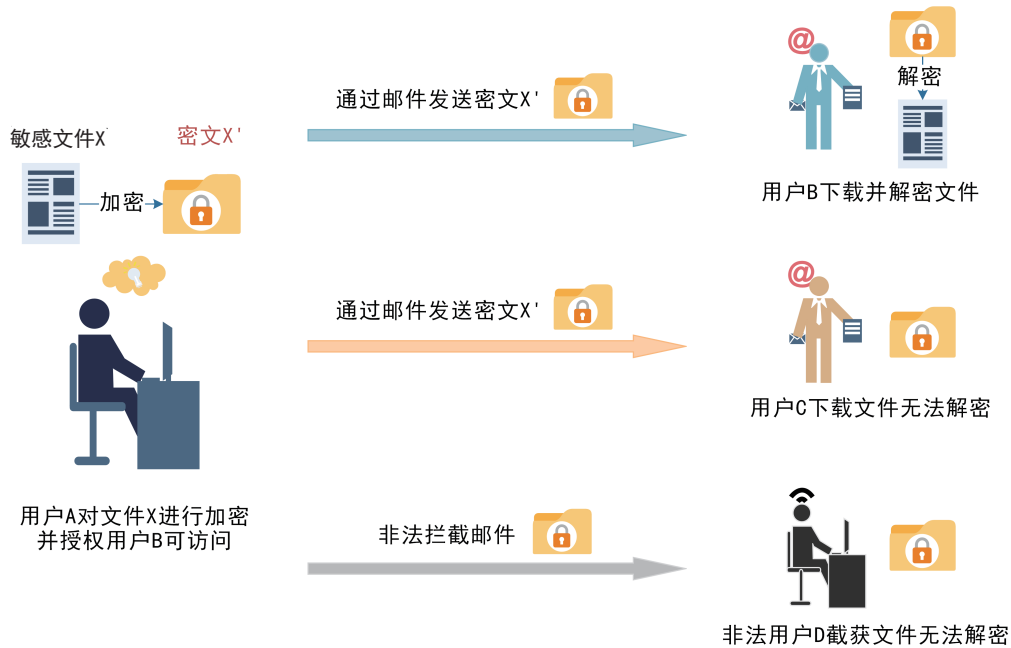 敏感文件X
密文X'
加密
用户A对文件X进行加密
并授权用户B可访问
通过邮件发送密文X'
@
解密
用户B下载并解密文件
通过邮件发送密文X'
@
用户C下载文件无法解密
非法拦截邮件
非法用户D截获文件无法解密